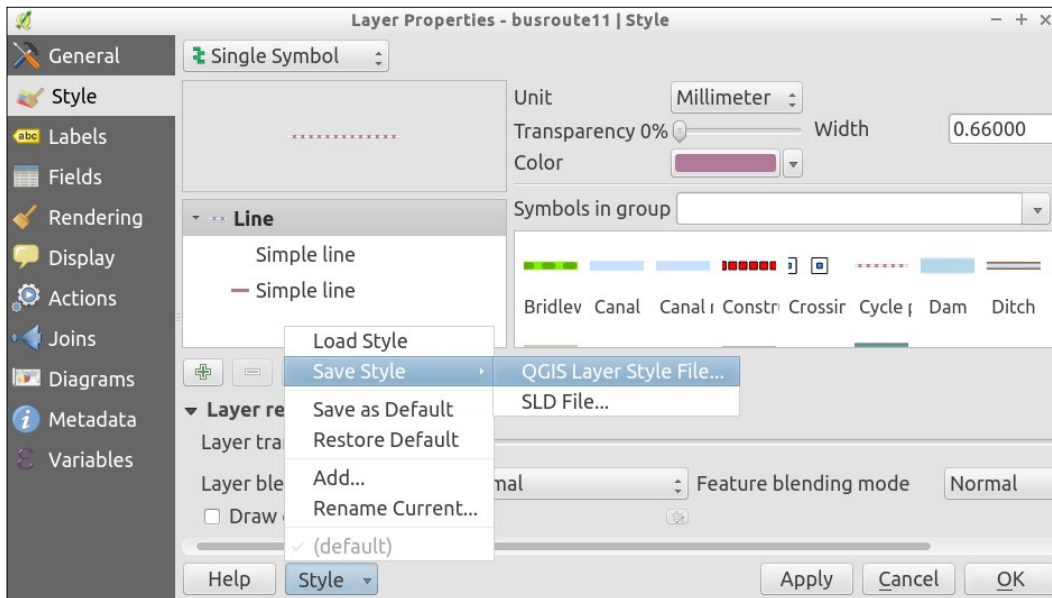 Layer Properties - busroute11 | Style
General
Style
abc Labels
Fields
Rendering
Display
Actions
Joins
Diagrams
Metadata
Variables
Single Symbol
Unit Millimeter
Transparency 0% Width 0.66000
Color
Symbols in group
Line
Simple line
Simple line
Bridlev Canal Canal Constr Crossir Cycle Dam Ditch
Load Style
Save Style
QGIS Layer Style File...
SLD File...
Save as Default
Restore Default
Add...
Rename Current...
(default)
Layer re
Layer tra
Layer ble mal Feature blending mode Normal
Draw
Help Style Apply Cancel OK